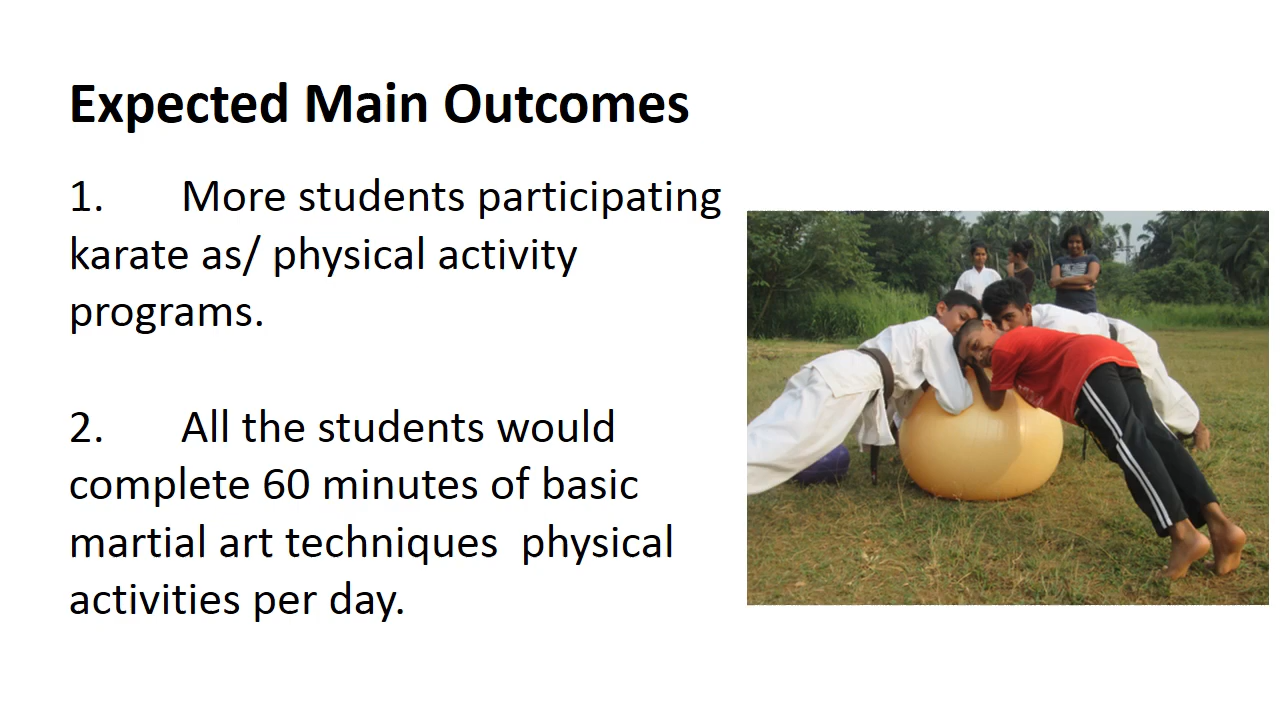 Expected Main Outcomes
1. More students participating
karate as/ physical activity
programs.
2. All the students would
complete 60 minutes of basic
martial art techniques  physical
activities per day.